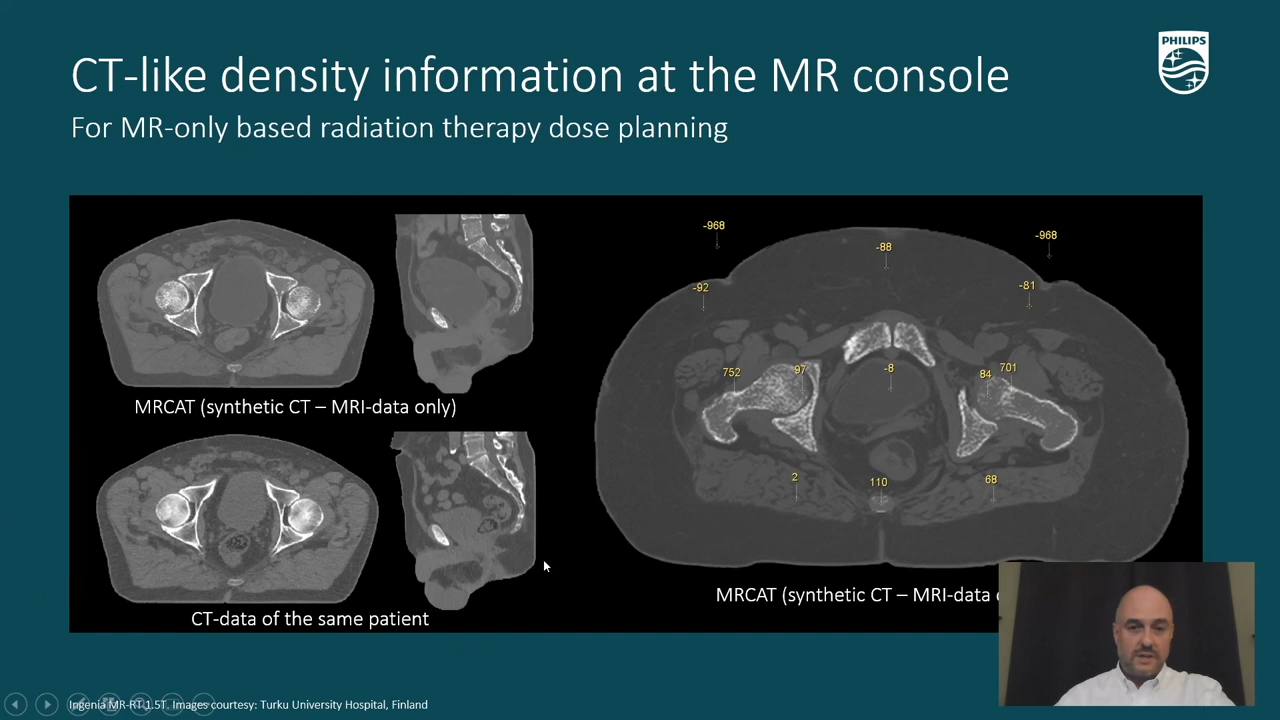 CT-like density information at the MR console
PHILIPS
For MR-only based radiation therapy dose planning
-968
-88
-968
-92
-81
752
97
-8
84
701
2
110
68
MRCAT (synthetic CT – MRI-data only)
MRCAT (synthetic CT – MRI-data
CT-data of the same patient
Ingenia MR-RT 1.5T. Images courtesy: Turku University Hospital, Finland